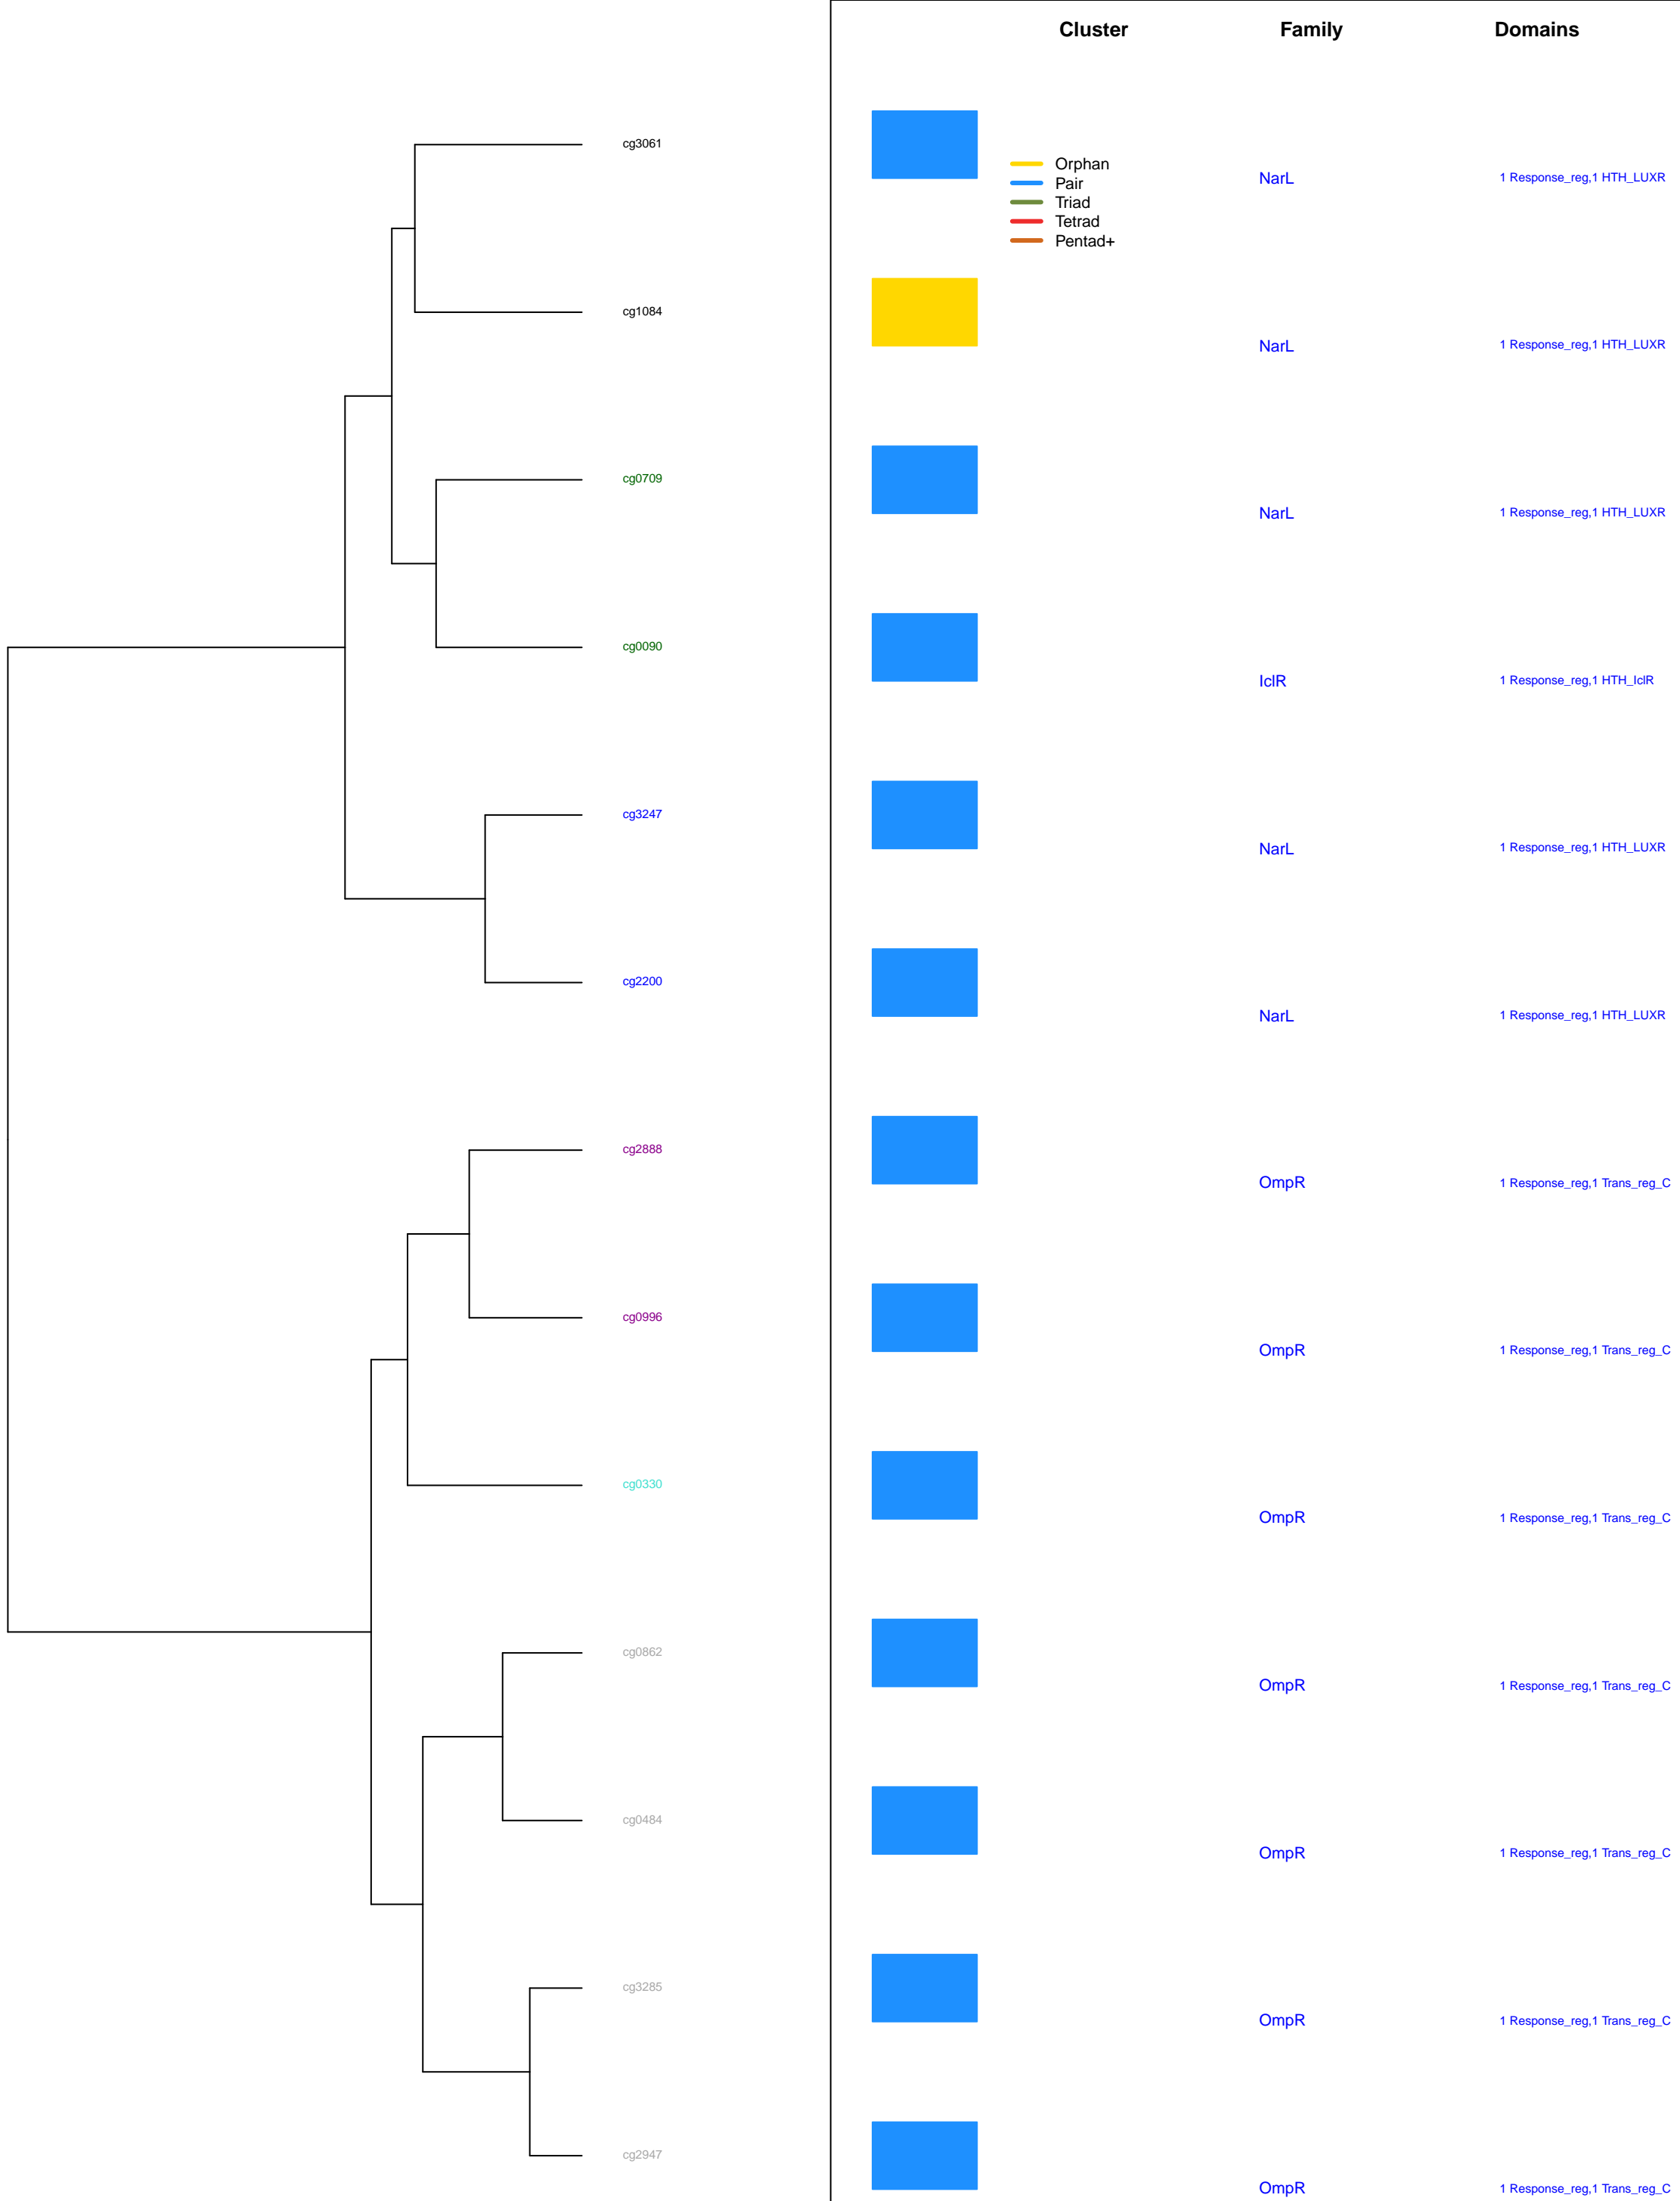 Cluster Family Domains
cg3061
Orphan
Pair
NarL 1 Response_reg,1 HTH_LUXR
Triad
Tetrad
Pentad+
cg1084
NarL 1 Response_reg,1 HTH_LUXR
cg0709
NarL 1 Response_reg,1 HTH_LUXR
cg0090
IclR 1 Response_reg,1 HTH_IclR
cg3247
NarL 1 Response_reg,1 HTH_LUXR
cg2200
NarL 1 Response_reg,1 HTH_LUXR
cg2888
OmpR 1 Response_reg,1 Trans_reg_C
cg0996
OmpR 1 Response_reg,1 Trans_reg_C
cg0330
OmpR 1 Response_reg,1 Trans_reg_C
cg0862
OmpR 1 Response_reg,1 Trans_reg_C
cg0484
OmpR 1 Response_reg,1 Trans_reg_C
cg3285
OmpR 1 Response_reg,1 Trans_reg_C
cg2947
OmpR 1 Response_reg,1 Trans_reg_C